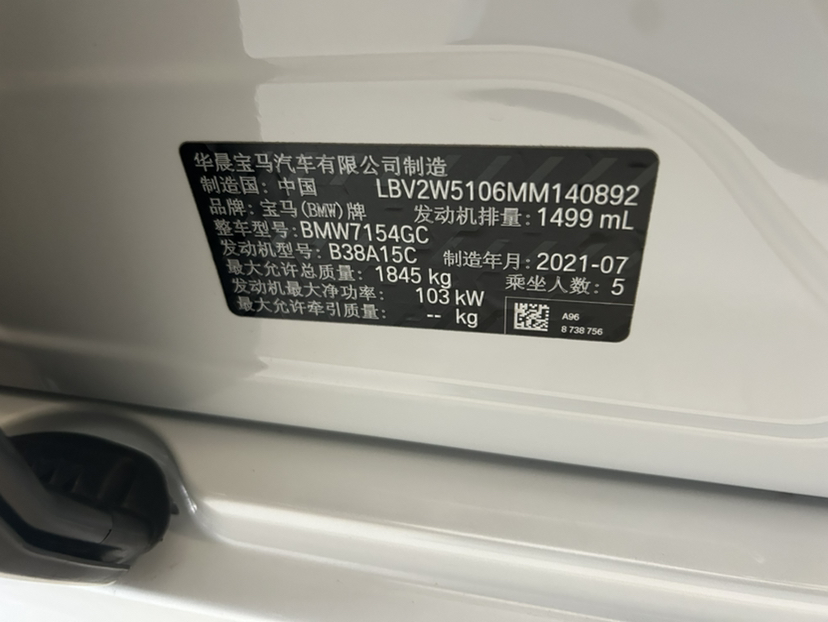 华晨宝马汽车有限公司制造
制造国：中国 LBV2W5106MM140892
品牌：宝马(BMW)牌 发动机排量：1499 mL
整车型号：BMW7154GC
发动机型号：B38A15C 制造年月：2021-07
最大允许总质量：1845 kg 乘坐人数：5
发动机最大净功率： 103 kW
最大允许牵引质量： -- kg
A96
8 738 756